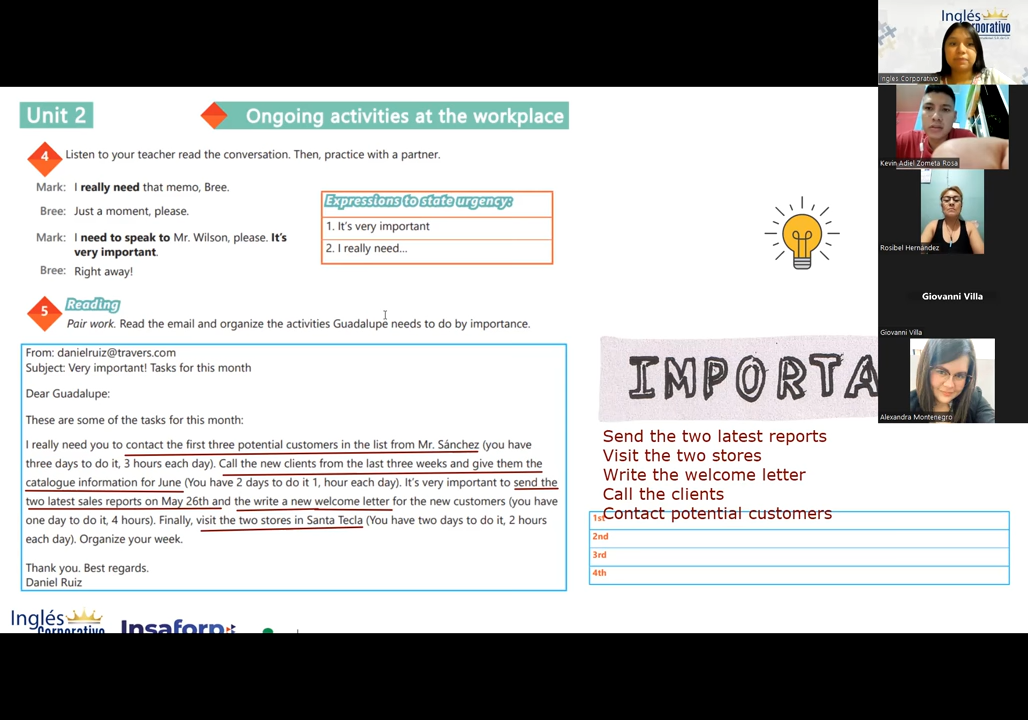 Unit 2
Ongoing activities at the workplace
4
Listen to your teacher read the conversation. Then, practice with a partner.
Mark: I really need that memo, Bree.
Bree: Just a moment, please.
Mark: I need to speak to Mr. Wilson, please. It's
very important.
Bree: Right away!
Expressions to state urgency:
1. It's very important
2. I really need...
5
Reading
Pair work. Read the email and organize the activities Guadalupe needs to do by importance.
From: danielruiz@travers.com
Subject: Very important! Tasks for this month
Dear Guadalupe:
These are some of the tasks for this month:
I really need you to contact the first three potential customers in the list from Mr. Sánchez (you have
three days to do it, 3 hours each day). Call the new clients from the last three weeks and give them the
catalogue information for June (You have 2 days to do it 1, hour each day). It's very important to send the
two latest sales reports on May 26th and the write a new welcome letter for the new customers (you have
one day to do it, 4 hours). Finally, visit the two stores in Santa Tecla (You have two days to do it, 2 hours
each day). Organize your week.
Thank you. Best regards.
Daniel Ruiz
Inglés
Corporativo
Insaforp
IMPORTA
Send the two latest reports
Visit the two stores
Write the welcome letter
Call the clients
Contact potential customers
1st
2nd
3rd
4th
Inglés
orporativo
Ingles Corporativo
Kevin Adiel Zometa Rosa
Rosibel Hernández
Giovanni Villa
Giovanni Villa
Alexandra Montenegro